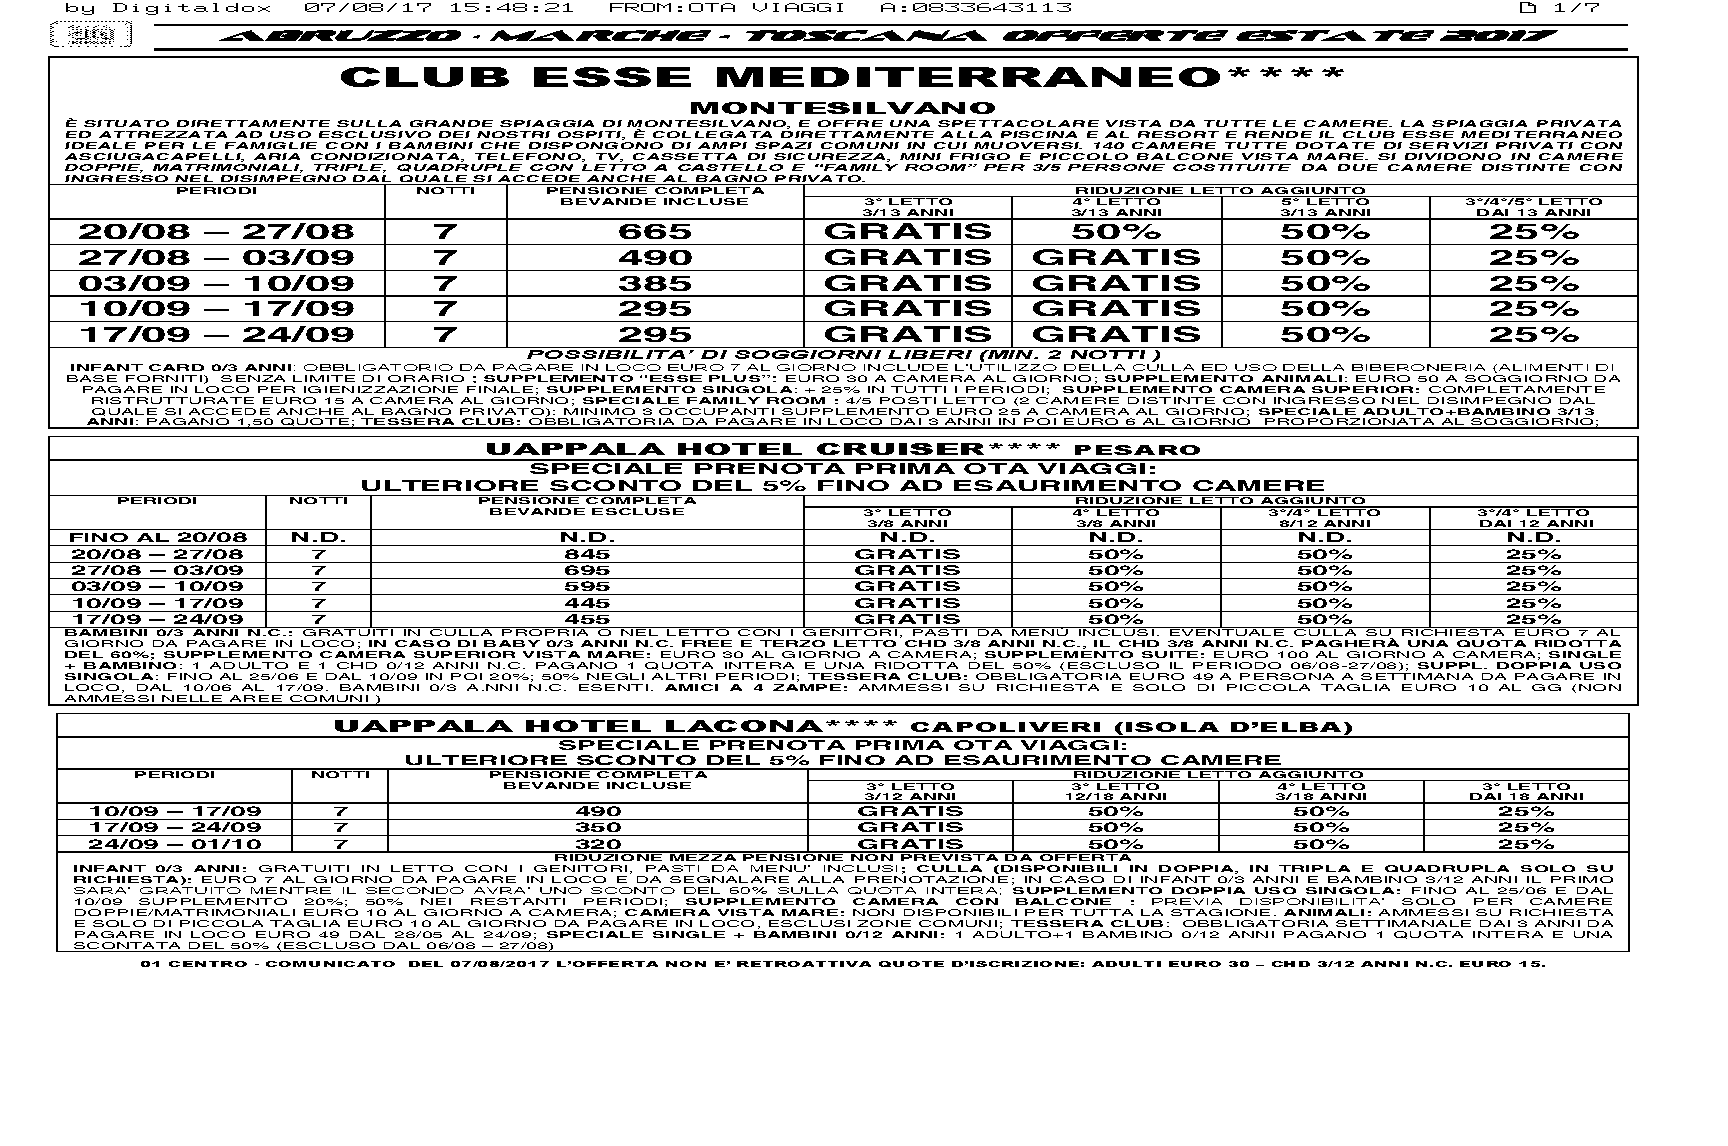 by Digitaldox 07/08/17 15:48:21 FROM:OTA VIAGGI A:0833643113 1/7
ABRUZZO - MARCHE - TOSCANA OFFERTE ESTATE 2017
CLUB ESSE MEDITERRANEO****
MONTESILVANO
È SITUATO DIRETTAMENTE SULLA GRANDE SPIAGGIA DI MONTESILVANO, E OFFRE UNA SPETTACOLARE VISTA DA TUTTE LE CAMERE. LA SPIAGGIA PRIVATA
ED ATTREZZATA AD USO ESCLUSIVO DEI NOSTRI OSPITI, È COLLEGATA DIRETTAMENTE ALLA PISCINA E AL RESORT E RENDE IL CLUB ESSE MEDITERRANEO
IDEALE PER LE FAMIGLIE CON I BAMBINI CHE DISPONGONO DI AMPI SPAZI COMUNI IN CUI MUOVERSI. 140 CAMERE TUTTE DOTATE DI SERVIZI PRIVATI CON
ASCIUGACAPELLI, ARIA CONDIZIONATA, TELEFONO, TV, CASSETTA DI SICUREZZA, MINI FRIGO E PICCOLO BALCONE VISTA MARE. SI DIVIDONO IN CAMERE
DOPPIE, MATRIMONIALI, TRIPLE, QUADRUPLE CON LETTO A CASTELLO E “FAMILY ROOM” PER 3/5 PERSONE COSTITUITE DA DUE CAMERE DISTINTE CON
INGRESSO NEL DISIMPEGNO DAL QUALE SI ACCEDE ANCHE AL BAGNO PRIVATO.
PERIODI NOTTI PENSIONE COMPLETA RIDUZIONE LETTO AGGIUNTO
BEVANDE INCLUSE 3° LETTO 4° LETTO 5° LETTO 3°/4°/5° LETTO
3/13 ANNI 3/13 ANNI 3/13 ANNI DAI 13 ANNI
20/08 – 27/08 7 665 GRATIS 50% 50% 25%
27/08 – 03/09 7 490 GRATIS GRATIS 50% 25%
03/09 – 10/09 7 385 GRATIS GRATIS 50% 25%
10/09 – 17/09 7 295 GRATIS GRATIS 50% 25%
17/09 – 24/09 7 295 GRATIS GRATIS 50% 25%
POSSIBILITA' DI SOGGIORNI LIBERI (MIN. 2 NOTTI )
INFANT CARD 0/3 ANNI: OBBLIGATORIO DA PAGARE IN LOCO EURO 7 AL GIORNO INCLUDE L'UTILIZZO DELLA CULLA ED USO DELLA BIBERONERIA (ALIMENTI DI
BASE FORNITI) SENZA LIMITE DI ORARIO ; SUPPLEMENTO “ESSE PLUS”: EURO 30 A CAMERA AL GIORNO; SUPPLEMENTO ANIMALI: EURO 50 A SOGGIORNO DA
PAGARE IN LOCO PER IGIENIZZAZIONE FINALE; SUPPLEMENTO SINGOLA: + 25% IN TUTTI I PERIODI; SUPPLEMENTO CAMERA SUPERIOR: COMPLETAMENTE
RISTRUTTURATE EURO 15 A CAMERA AL GIORNO; SPECIALE FAMILY ROOM : 4/5 POSTI LETTO (2 CAMERE DISTINTE CON INGRESSO NEL DISIMPEGNO DAL
QUALE SI ACCEDE ANCHE AL BAGNO PRIVATO): MINIMO 3 OCCUPANTI SUPPLEMENTO EURO 25 A CAMERA AL GIORNO; SPECIALE ADULTO+BAMBINO 3/13
ANNI: PAGANO 1,50 QUOTE; TESSERA CLUB: OBBLIGATORIA DA PAGARE IN LOCO DAI 3 ANNI IN POI EURO 6 AL GIORNO PROPORZIONATA AL SOGGIORNO;
UAPPALA HOTEL CRUISER**** PESARO
SPECIALE PRENOTA PRIMA OTA VIAGGI:
ULTERIORE SCONTO DEL 5% FINO AD ESAURIMENTO CAMERE
PERIODI NOTTI PENSIONE COMPLETA RIDUZIONE LETTO AGGIUNTO
BEVANDE ESCLUSE 3° LETTO 4° LETTO 3°/4° LETTO 3°/4° LETTO
3/8 ANNI 3/8 ANNI 8/12 ANNI DAI 12 ANNI
FINO AL 20/08 N.D. N.D. N.D. N.D. N.D. N.D.
20/08 – 27/08 7 845 GRATIS 50% 50% 25%
27/08 – 03/09 7 695 GRATIS 50% 50% 25%
03/09 – 10/09 7 595 GRATIS 50% 50% 25%
10/09 – 17/09 7 445 GRATIS 50% 50% 25%
17/09 – 24/09 7 455 GRATIS 50% 50% 25%
BAMBINI 0/3 ANNI N.C.: GRATUITI IN CULLA PROPRIA O NEL LETTO CON I GENITORI, PASTI DA MENÙ INCLUSI. EVENTUALE CULLA SU RICHIESTA EURO 7 AL
GIORNO DA PAGARE IN LOCO; IN CASO DI BABY 0/3 ANNI N.C. FREE E TERZO LETTO CHD 3/8 ANNI N.C., IL CHD 3/8 ANNI N.C. PAGHERÀ UNA QUOTA RIDOTTA
DEL 60%; SUPPLEMENTO CAMERA SUPERIOR VISTA MARE: EURO 30 AL GIORNO A CAMERA; SUPPLEMENTO SUITE: EURO 100 AL GIORNO A CAMERA; SINGLE
+ BAMBINO: 1 ADULTO E 1 CHD 0/12 ANNI N.C. PAGANO 1 QUOTA INTERA E UNA RIDOTTA DEL 50% (ESCLUSO IL PERIODO 06/08-27/08); SUPPL. DOPPIA USO
SINGOLA: FINO AL 25/06 E DAL 10/09 IN POI 20%; 50% NEGLI ALTRI PERIODI; TESSERA CLUB: OBBLIGATORIA EURO 49 A PERSONA A SETTIMANA DA PAGARE IN
LOCO, DAL 10/06 AL 17/09. BAMBINI 0/3 A.NNI N.C. ESENTI. AMICI A 4 ZAMPE: AMMESSI SU RICHIESTA E SOLO DI PICCOLA TAGLIA EURO 10 AL GG (NON
AMMESSI NELLE AREE COMUNI )
UAPPALA HOTEL LACONA**** CAPOLIVERI (ISOLA D'ELBA)
SPECIALE PRENOTA PRIMA OTA VIAGGI:
ULTERIORE SCONTO DEL 5% FINO AD ESAURIMENTO CAMERE
PERIODI NOTTI PENSIONE COMPLETA RIDUZIONE LETTO AGGIUNTO
BEVANDE INCLUSE 3° LETTO 3° LETTO 4° LETTO 3° LETTO
3/12 ANNI 12/18 ANNI 3/18 ANNI DAI 18 ANNI
10/09 – 17/09 7 490 GRATIS 50% 50% 25%
17/09 – 24/09 7 350 GRATIS 50% 50% 25%
24/09 – 01/10 7 320 GRATIS 50% 50% 25%
RIDUZIONE MEZZA PENSIONE NON PREVISTA DA OFFERTA
INFANT 0/3 ANNI: GRATUITI IN LETTO CON I GENITORI, PASTI DA MENU' INCLUSI; CULLA (DISPONIBILI IN DOPPIA, IN TRIPLA E QUADRUPLA SOLO SU
RICHIESTA): EURO 7 AL GIORNO DA PAGARE IN LOCO E DA SEGNALARE ALLA PRENOTAZIONE; IN CASO DI INFANT 0/3 ANNI E BAMBINO 3/12 ANNI IL PRIMO
SARA' GRATUITO MENTRE IL SECONDO AVRA' UNO SCONTO DEL 50% SULLA QUOTA INTERA; SUPPLEMENTO DOPPIA USO SINGOLA: FINO AL 25/06 E DAL
10/09 SUPPLEMENTO 20%; 50% NEI RESTANTI PERIODI; SUPPLEMENTO CAMERA CON BALCONE : PREVIA DISPONIBILITA' SOLO PER CAMERE
DOPPIE/MATRIMONIALI EURO 10 AL GIORNO A CAMERA; CAMERA VISTA MARE: NON DISPONIBILI PER TUTTA LA STAGIONE. ANIMALI: AMMESSI SU RICHIESTA
E SOLO DI PICCOLA TAGLIA EURO 10 AL GIORNO DA PAGARE IN LOCO, ESCLUSI ZONE COMUNI; TESSERA CLUB: OBBLIGATORIA SETTIMANALE DAI 3 ANNI DA
PAGARE IN LOCO EURO 49 DAL 28/05 AL 24/09; SPECIALE SINGLE + BAMBINI 0/12 ANNI: 1 ADULTO+1 BAMBINO 0/12 ANNI PAGANO 1 QUOTA INTERA E UNA
SCONTATA DEL 50% (ESCLUSO DAL 06/08 – 27/08)
01 CENTRO - COMUNICATO DEL 07/08/2017 L'OFFERTA NON E' RETROATTIVA QUOTE D'ISCRIZIONE: ADULTI EURO 30 – CHD 3/12 ANNI N.C. EURO 15.